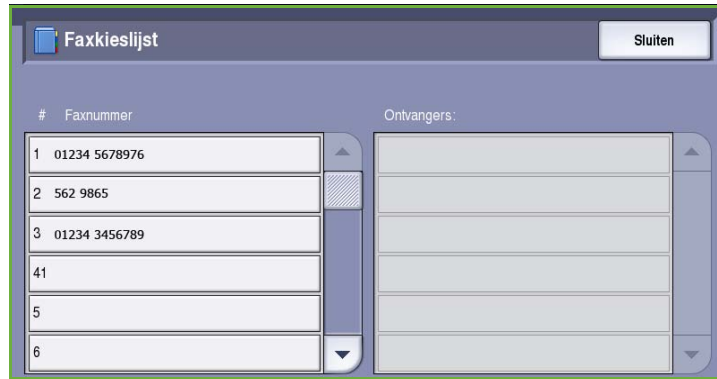 Faxkieslijst
Sluiten
# Faxnummer
Ontvangers:
1 01234 5678976
2 562 9865
3 01234 3456789
41
5
6